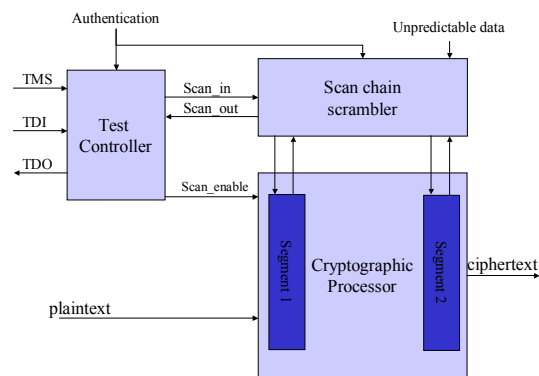 Authentication
Unpredictable data
TMS
TDI
TDO
Test
Controller
Scan_in
Scan_out
Scan_enable
Scan chain
scrambler
Segment 1
Cryptographic
Processor
Segment 2
plaintext
ciphertext